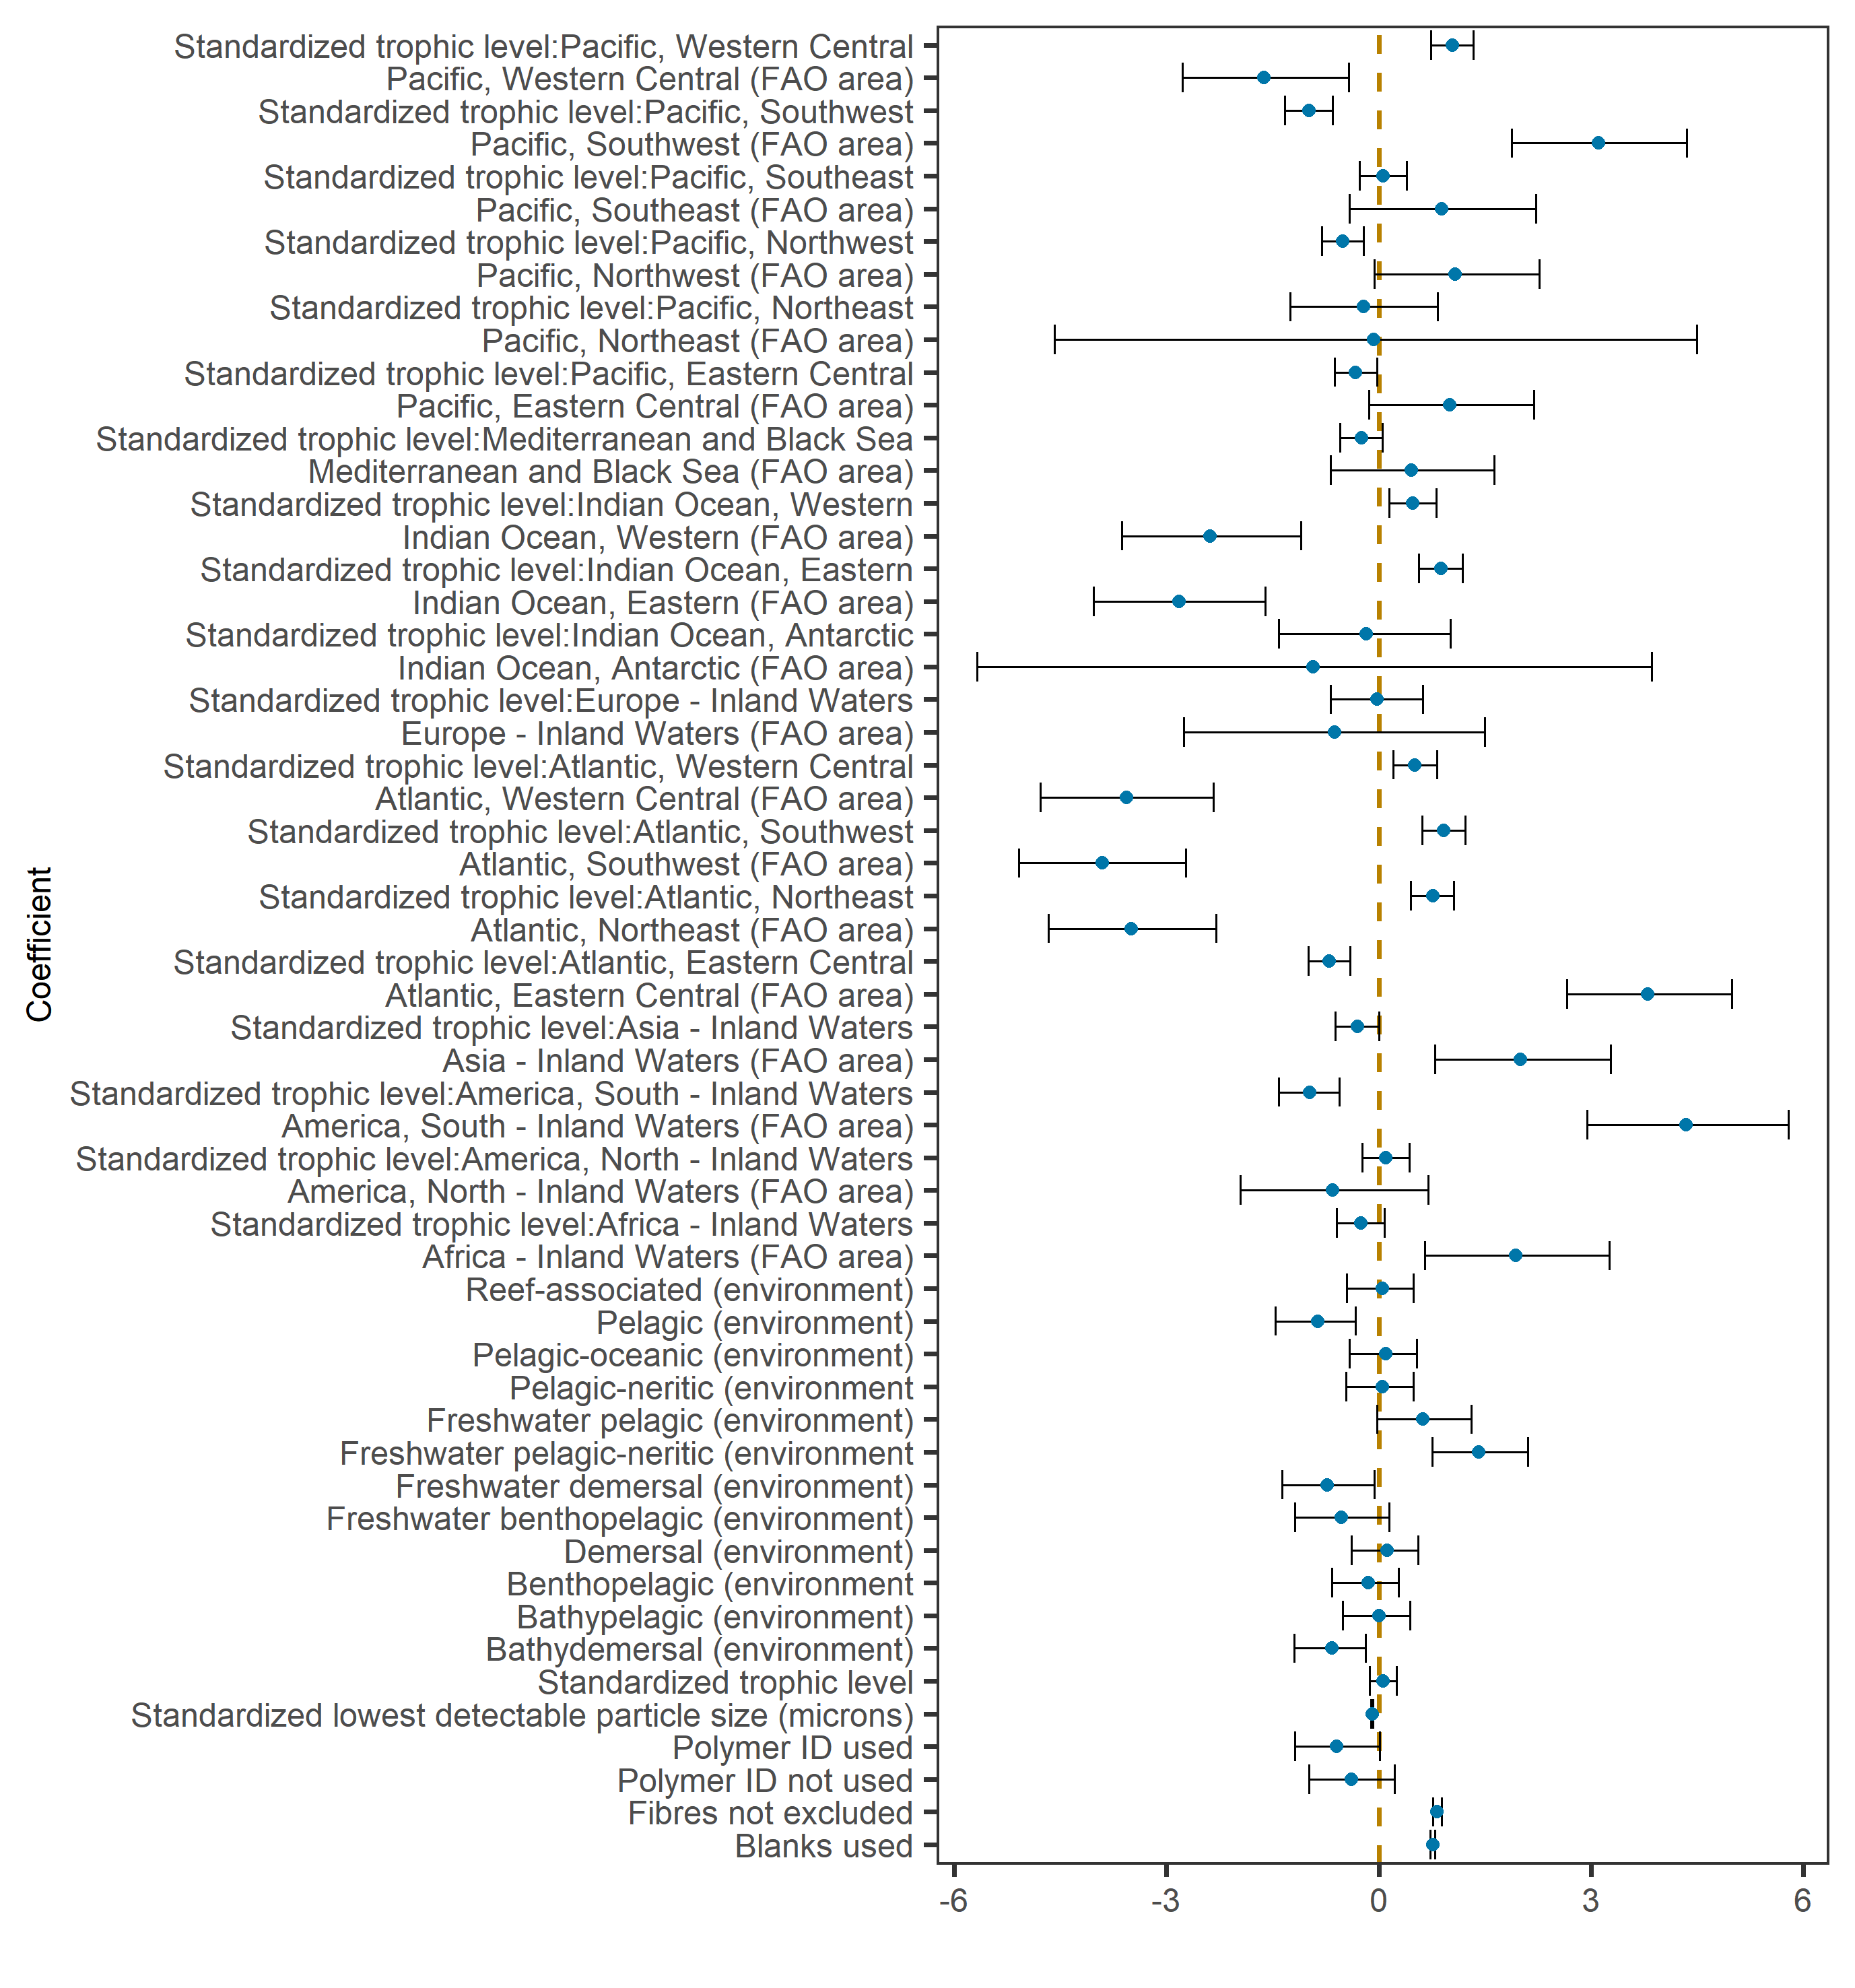 Standardized trophic level:Pacific, Western Central
Pacific, Western Central (FAO area)
Standardized trophic level:Pacific, Southwest
Pacific, Southwest (FAO area)
Standardized trophic level:Pacific, Southeast
Pacific, Southeast (FAO area)
Standardized trophic level:Pacific, Northwest
Pacific, Northwest (FAO area)
Standardized trophic level:Pacific, Northeast
Pacific, Northeast (FAO area)
Standardized trophic level:Pacific, Eastern Central
Pacific, Eastern Central (FAO area)
Standardized trophic level:Mediterranean and Black Sea
Mediterranean and Black Sea (FAO area)
Standardized trophic level:Indian Ocean, Western
Indian Ocean, Western (FAO area)
Standardized trophic level:Indian Ocean, Eastern
Indian Ocean, Eastern (FAO area)
Standardized trophic level:Indian Ocean, Antarctic
Indian Ocean, Antarctic (FAO area)
Standardized trophic level:Europe - Inland Waters
Europe - Inland Waters (FAO area)
Standardized trophic level:Atlantic, Western Central
Atlantic, Western Central (FAO area)
Standardized trophic level:Atlantic, Southwest
Atlantic, Southwest (FAO area)
Standardized trophic level:Atlantic, Northeast
Atlantic, Northeast (FAO area)
Standardized trophic level:Atlantic, Eastern Central
Atlantic, Eastern Central (FAO area)
Standardized trophic level:Asia - Inland Waters
Asia - Inland Waters (FAO area)
Standardized trophic level:America, South - Inland Waters
America, South - Inland Waters (FAO area)
Standardized trophic level:America, North - Inland Waters
America, North - Inland Waters (FAO area)
Standardized trophic level:Africa - Inland Waters
Africa - Inland Waters (FAO area)
Reef-associated (environment)
Pelagic (environment)
Pelagic-oceanic (environment)
Pelagic-neritic (environment
Freshwater pelagic (environment)
Freshwater pelagic-neritic (environment
Freshwater demersal (environment)
Freshwater benthopelagic (environment)
Demersal (environment)
Benthopelagic (environment
Bathypelagic (environment)
Bathydemersal (environment)
Standardized trophic level
Standardized lowest detectable particle size (microns)
Polymer ID used
Polymer ID not used
Fibres not excluded
Blanks used
Coefficient
-6 -3 0 3 6